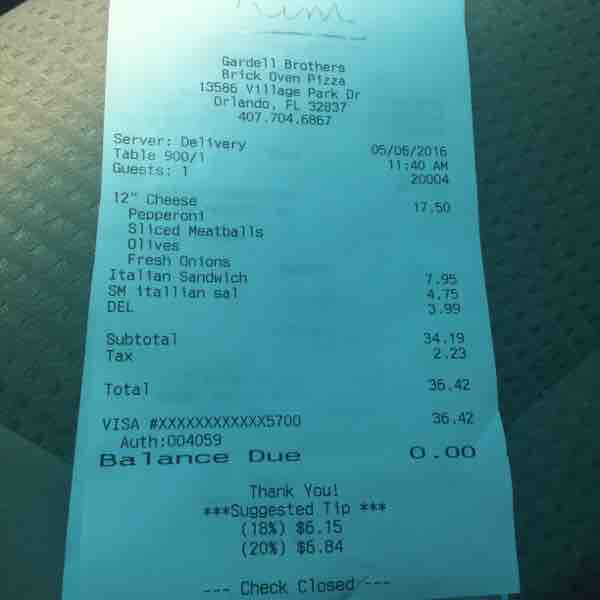 Kim
Gardell Brothers
Brick Oven Pizza
13586 Village Park Dr
Orlando, FL 32837
407.704.6867
Server: Delivery 05/06/2016
Table 900/1 11:40 AM
Guests: 1 20004
12" Cheese 17.50
Pepperoni
Sliced Meatballs
Olives
Fresh Onions
Italian Sandwich 7.95
SM itallian sal 4.75
DEL 3.99
Subtotal 34.19
Tax 2.23
Total 36.42
VISA #XXXXXXXXXXXX5700 36.42
Auth:004059
Balance Due 0.00
Thank You!
***Suggested Tip ***
(18%) $6.15
(20%) $6.84
--- Check Closed ---